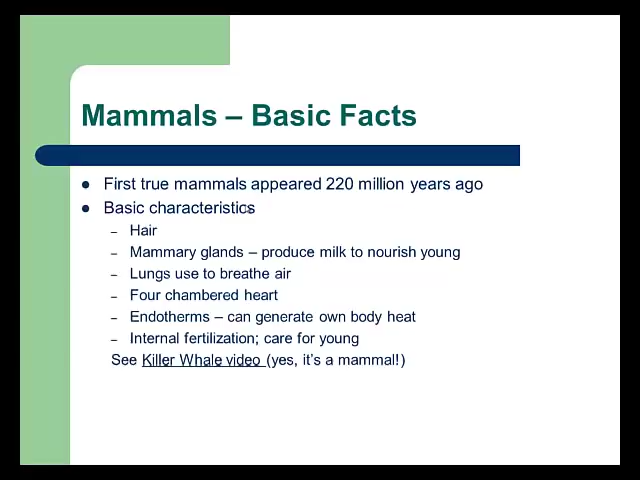 Mammals – Basic Facts
● First true mammals appeared 220 million years ago
● Basic characteristics
– Hair
– Mammary glands – produce milk to nourish young
– Lungs use to breathe air
– Four chambered heart
– Endotherms – can generate own body heat
– Internal fertilization; care for young
See Killer Whale video (yes, it's a mammal!)